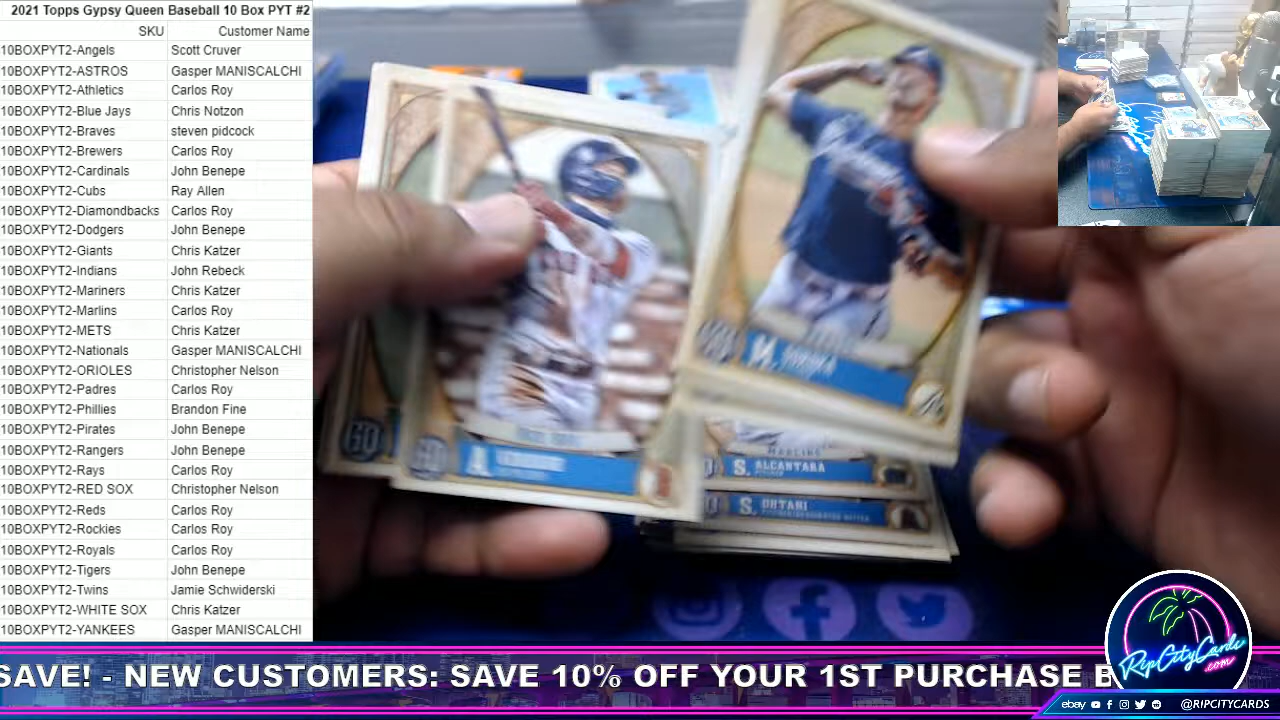 2021 Topps Gypsy Queen Baseball 10 Box PYT #2
SKU Customer Name
10BOXPYT2-Angels Scott Cruver
10BOXPYT2-ASTROS Gasper MANISCALCHI
10BOXPYT2-Athletics Carlos Roy
10BOXPYT2-Blue Jays Chris Notzon
10BOXPYT2-Braves steven pidcock
10BOXPYT2-Brewers Carlos Roy
10BOXPYT2-Cardinals John Benepe
10BOXPYT2-Cubs Ray Allen
10BOXPYT2-Diamondbacks Carlos Roy
10BOXPYT2-Dodgers John Benepe
10BOXPYT2-Giants Chris Katzer
10BOXPYT2-Indians John Rebeck
10BOXPYT2-Mariners Chris Katzer
10BOXPYT2-Marlins Carlos Roy
10BOXPYT2-METS Chris Katzer
10BOXPYT2-Nationals Gasper MANISCALCHI
10BOXPYT2-ORIOLES Christopher Nelson
10BOXPYT2-Padres Carlos Roy
10BOXPYT2-Phillies Brandon Fine
10BOXPYT2-Pirates John Benepe
10BOXPYT2-Rangers John Benepe
10BOXPYT2-Rays Carlos Roy
10BOXPYT2-RED SOX Christopher Nelson
10BOXPYT2-Reds Carlos Roy
10BOXPYT2-Rockies Carlos Roy
10BOXPYT2-Royals Carlos Roy
10BOXPYT2-Tigers John Benepe
10BOXPYT2-Twins Jamie Schwiderski
10BOXPYT2-WHITE SOX Chris Katzer
10BOXPYT2-YANKEES Gasper MANISCALCHI
GQ A.
GQ M.
MARLINS
S. ALCANTARA
PITCHER
S. OHTANI
SAVE! - NEW CUSTOMERS: SAVE 10% OFF YOUR 1ST PURCHASE B
RipCityCards
.com
ebay @RIPCITYCARDS